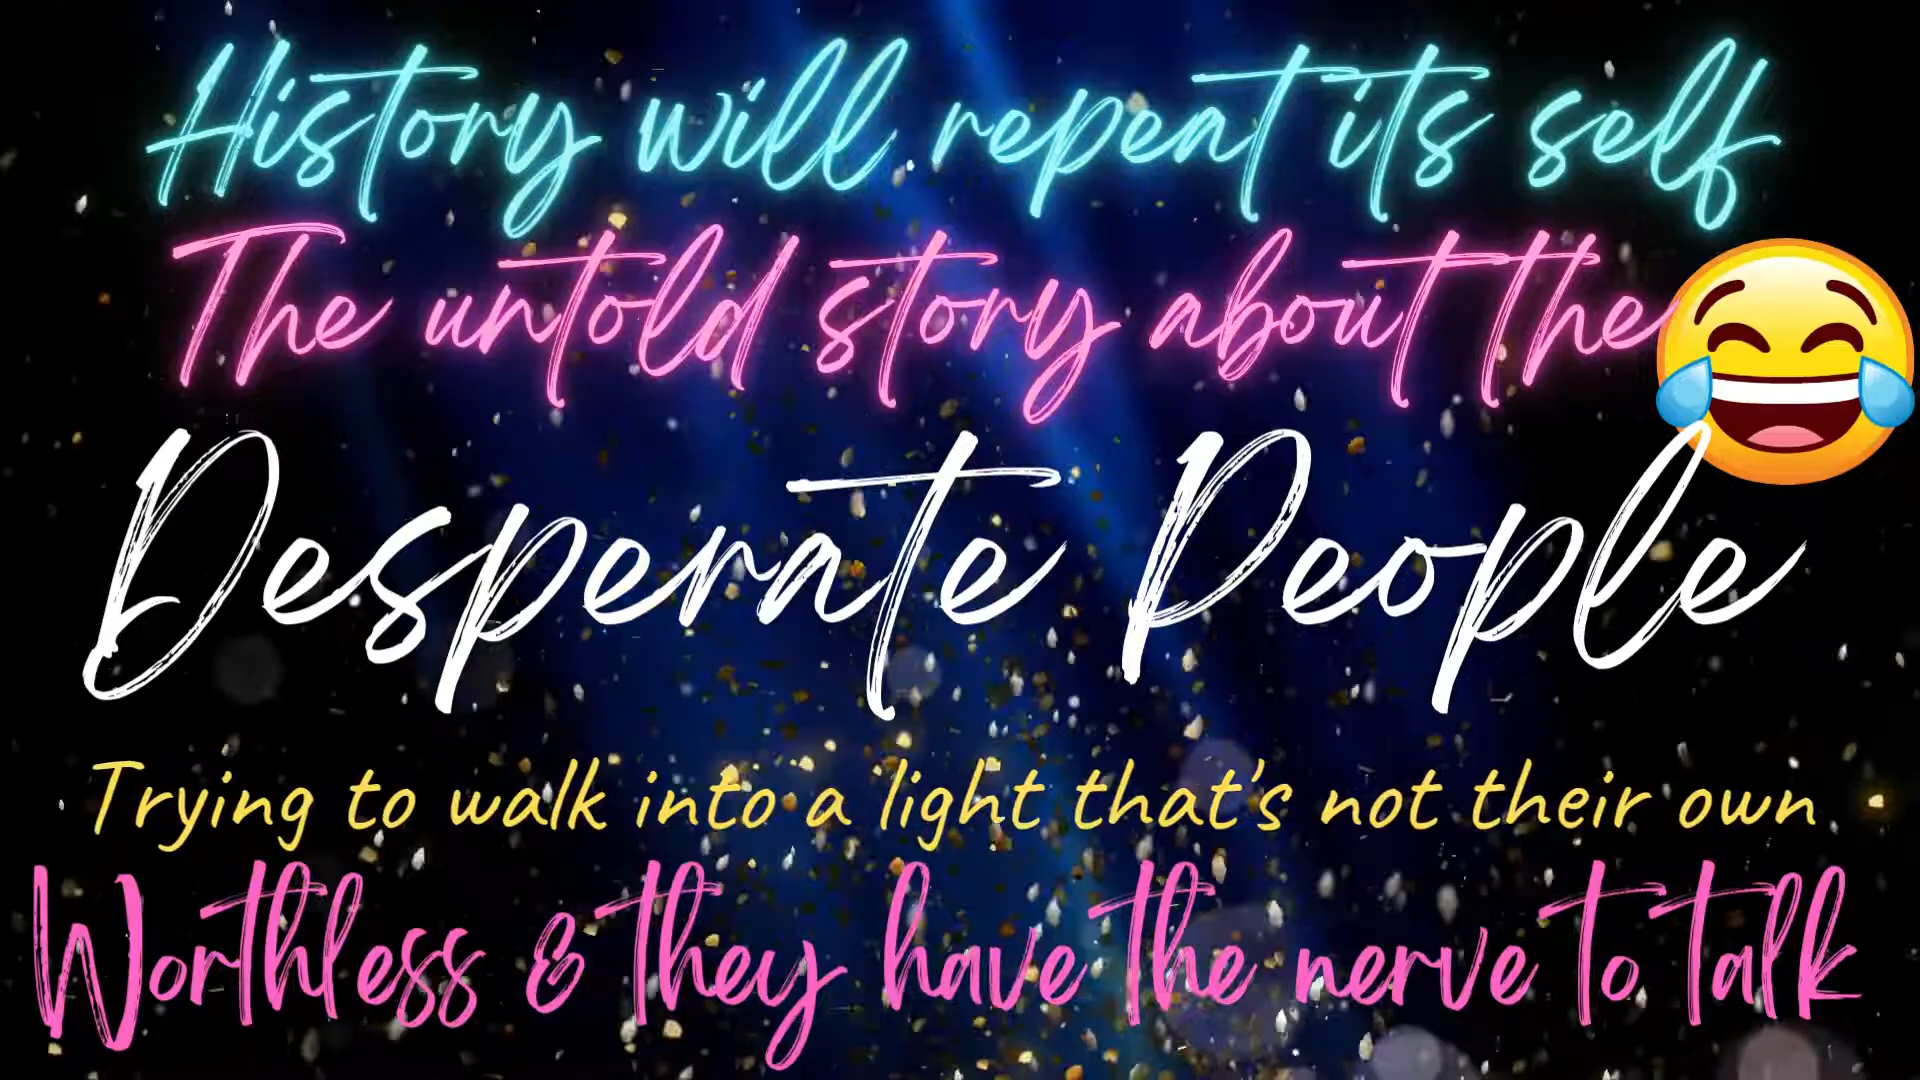 History will repeat its self
The untold story about the
Desperate People
Trying to walk into a light that's not their own
Worthless & they have the nerve to talk